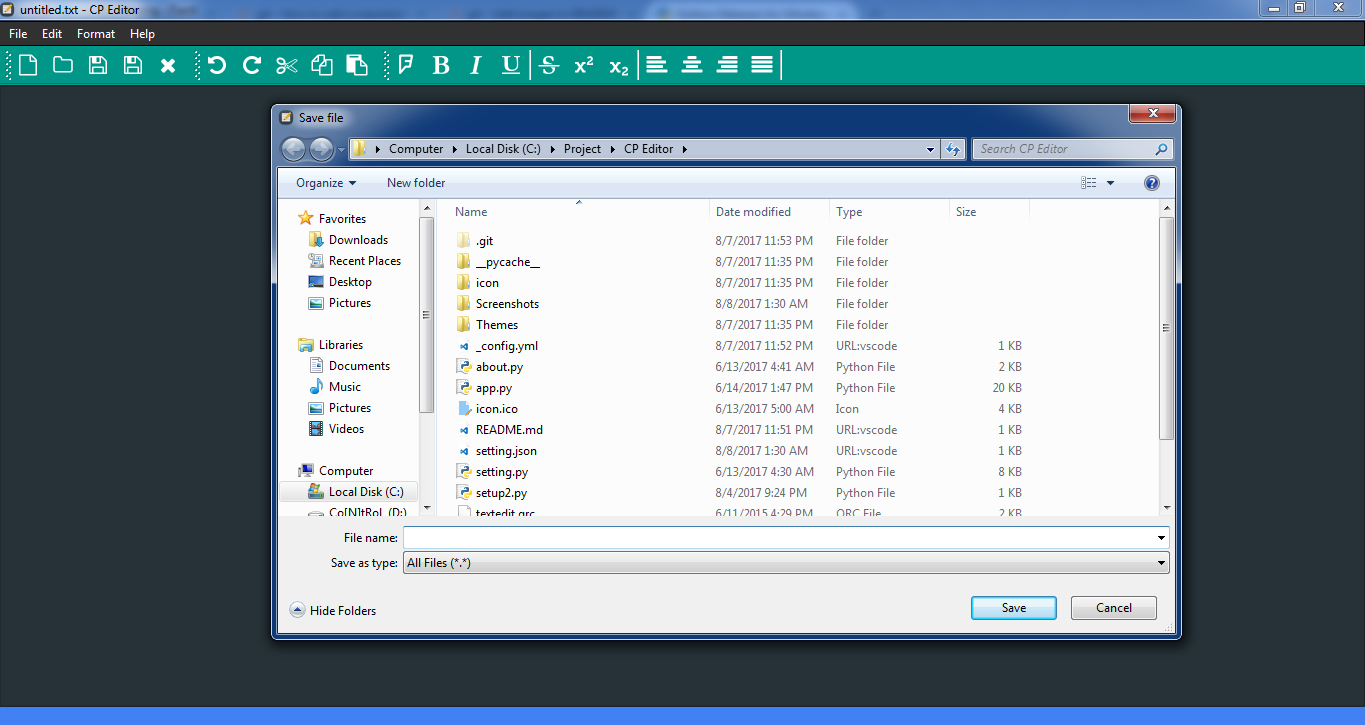 untitled.txt - CP Editor
File Edit Format Help
B I U S x² x₂
Save file
Computer Local Disk (C:) Project CP Editor
Search CP Editor
Organize New folder
Favorites
Downloads
Recent Places
Desktop
Pictures
Libraries
Documents
Music
Pictures
Videos
Computer
Local Disk (C:)
Co[N]tRoL (D:)
Name Date modified Type Size
.git 8/7/2017 11:53 PM File folder
__pycache__ 8/7/2017 11:35 PM File folder
icon 8/7/2017 11:35 PM File folder
Screenshots 8/8/2017 1:30 AM File folder
Themes 8/7/2017 11:35 PM File folder
_config.yml 8/7/2017 11:52 PM URL:vscode 1 KB
about.py 6/13/2017 4:41 AM Python File 2 KB
app.py 6/14/2017 1:47 PM Python File 20 KB
icon.ico 6/13/2017 5:00 AM Icon 4 KB
README.md 8/7/2017 11:51 PM URL:vscode 1 KB
setting.json 8/8/2017 1:30 AM URL:vscode 1 KB
setting.py 6/13/2017 4:30 AM Python File 8 KB
setup2.py 8/4/2017 9:24 PM Python File 1 KB
textedit.qrc 6/11/2015 4:29 PM QRC File 2 KB
File name:
Save as type: All Files (*.*)
Hide Folders
Save Cancel